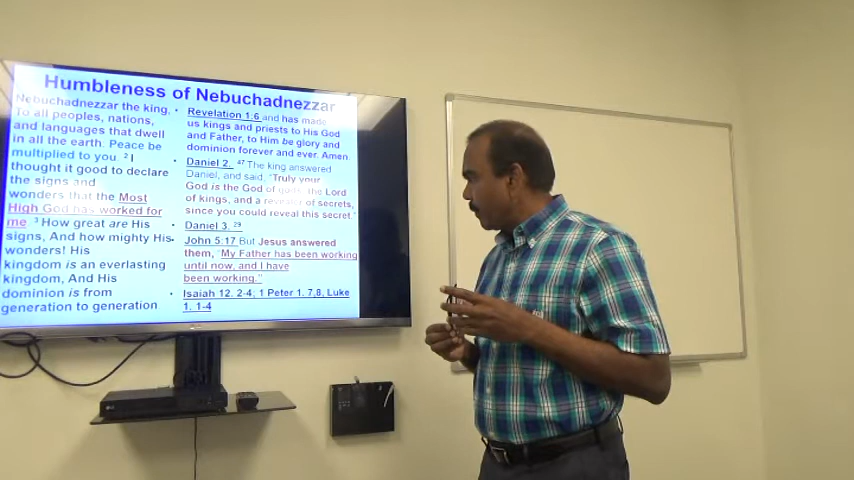 Humbleness of Nebuchadnezzar
Nebuchadnezzar the king,
To all peoples, nations,
and languages that dwell
in all the earth: Peace be
multiplied to you. 2 I
thought it good to declare
the signs and
wonders that the Most
High God has worked for
me. 3 How great are His
signs, And how mighty His
wonders! His
kingdom is an everlasting
kingdom, And His
dominion is from
generation to generation
• Revelation 1:6 and has made
us kings and priests to His God
and Father, to Him be glory and
dominion forever and ever. Amen.
• Daniel 2. 47 The king answered
Daniel, and said, "Truly your
God is the God of gods, the Lord
of kings, and a revealer of secrets,
since you could reveal this secret."
• Daniel 3. 29
• John 5:17 But Jesus answered
them, "My Father has been working
until now, and I have
been working."
• Isaiah 12. 2-4; 1 Peter 1. 7,8, Luke
1. 1-4